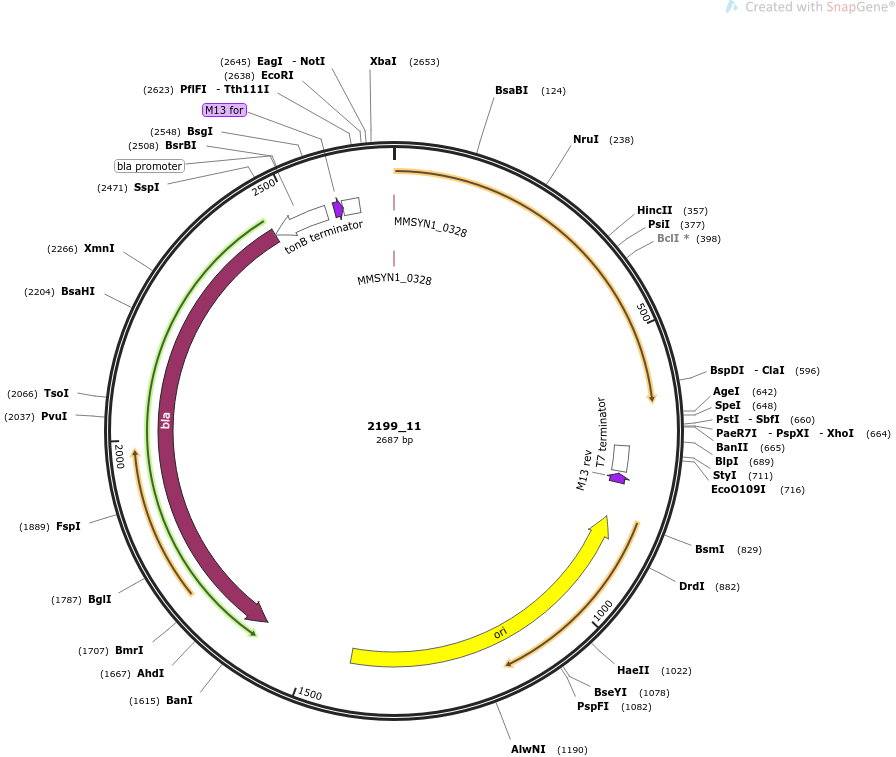 Created with SnapGene®
(2645) EagI - NotI
XbaI (2653)
(2638) EcoRI
(2623) PflFI - Tth111I
BsaBI (124)
M13 for
(2548) BsgI
NruI (238)
(2508) BsrBI
bla promoter
2500
(2471) SspI
HincII (357)
PsiI (377)
BclI * (398)
tonB terminator
MMSYN1_0328
(2266) XmnI
MMSYN1_0328
(2204) BsaHI
500
BspDI - ClaI (596)
(2066) TsoI
AgeI (642)
SpeI (648)
(2037) PvuI
PstI - SbfI (660)
bla
2199_11
PaeR7I - PspXI - XhoI (664)
2687 bp
T7 terminator
BanII (665)
2000
M13 rev
BlpI (689)
StyI (711)
EcoO109I (716)
(1889) FspI
BsmI (829)
DrdI (882)
(1787) BglI
1000
ori
(1707) BmrI
(1667) AhdI
HaeII (1022)
1500
BseYI (1078)
(1615) BanI
PspFI (1082)
AlwNI (1190)